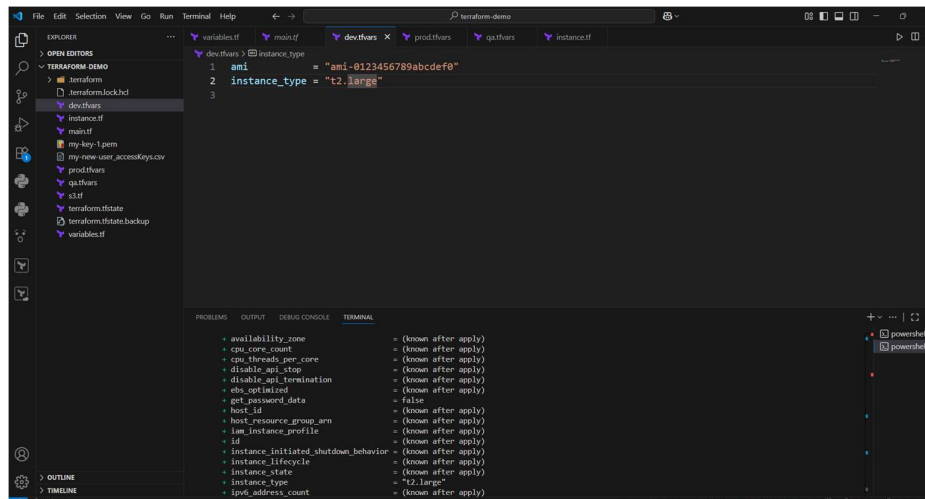 File Edit Selection View Go Run Terminal Help
terraform-demo
EXPLORER
OPEN EDITORS
TERRAFORM-DEMO
.terraform
.terraform.lock.hcl
dev.tfvars
instance.tf
main.tf
my-key-1.pem
my-new-user_accessKeys.csv
prod.tfvars
qa.tfvars
s3.tf
terraform.tfstate
terraform.tfstate.backup
variables.tf
OUTLINE
TIMELINE
variables.tf main.tf dev.tfvars prod.tfvars qa.tfvars instance.tf
dev.tfvars > instance_type
1 ami = "ami-0123456789abcdef0"
2 instance_type = "t2.large"
3
PROBLEMS OUTPUT DEBUG CONSOLE TERMINAL
+ availability_zone = (known after apply)
+ cpu_core_count = (known after apply)
+ cpu_threads_per_core = (known after apply)
+ disable_api_stop = (known after apply)
+ disable_api_termination = (known after apply)
+ ebs_optimized = (known after apply)
+ get_password_data = false
+ host_id = (known after apply)
+ host_resource_group_arn = (known after apply)
+ iam_instance_profile = (known after apply)
+ id = (known after apply)
+ instance_initiated_shutdown_behavior = (known after apply)
+ instance_lifecycle = (known after apply)
+ instance_state = (known after apply)
+ instance_type = "t2.large"
+ ipv6_address_count = (known after apply)
powershel
powershel